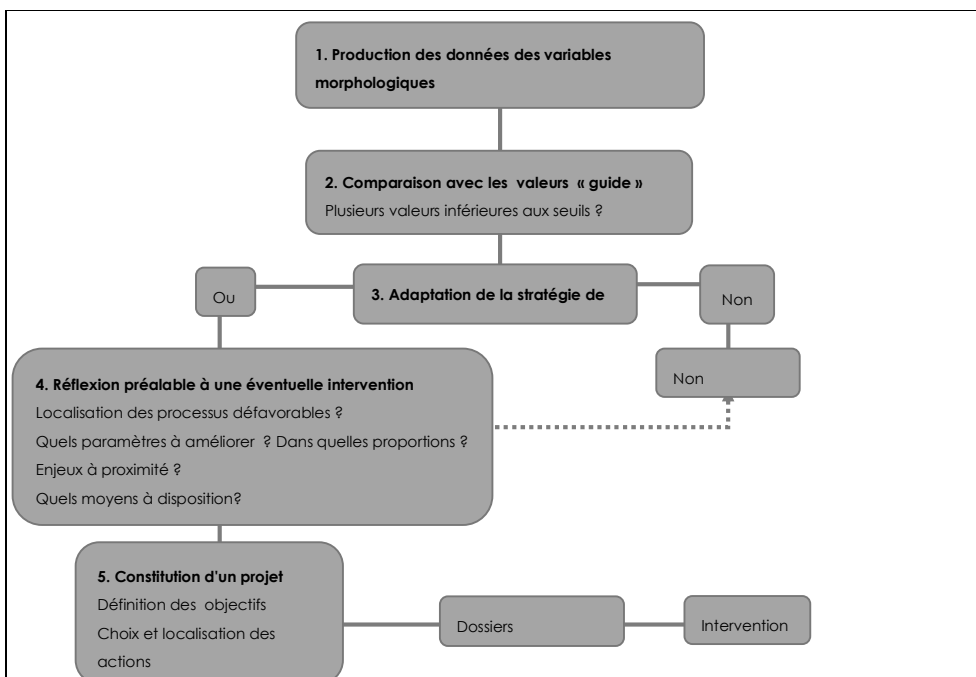 1. Production des données des variables
morphologiques
2. Comparaison avec les valeurs « guide »
Plusieurs valeurs inférieures aux seuils ?
3. Adaptation de la stratégie de
Ou
Non
Non
4. Réflexion préalable à une éventuelle intervention
Localisation des processus défavorables ?
Quels paramètres à améliorer ? Dans quelles proportions ?
Enjeux à proximité ?
Quels moyens à disposition?
5. Constitution d'un projet
Définition des objectifs
Choix et localisation des
actions
Dossiers
Intervention